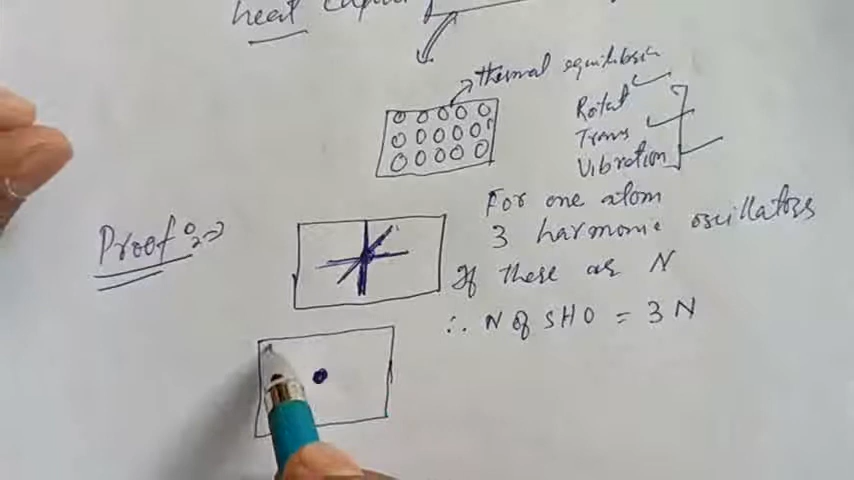 heat
thermal equilibrium
Rotat
Trans
Vibration
Proof :->
For one atom
3 harmonic oscillators
If there are N
∴ N of SHO = 3 N